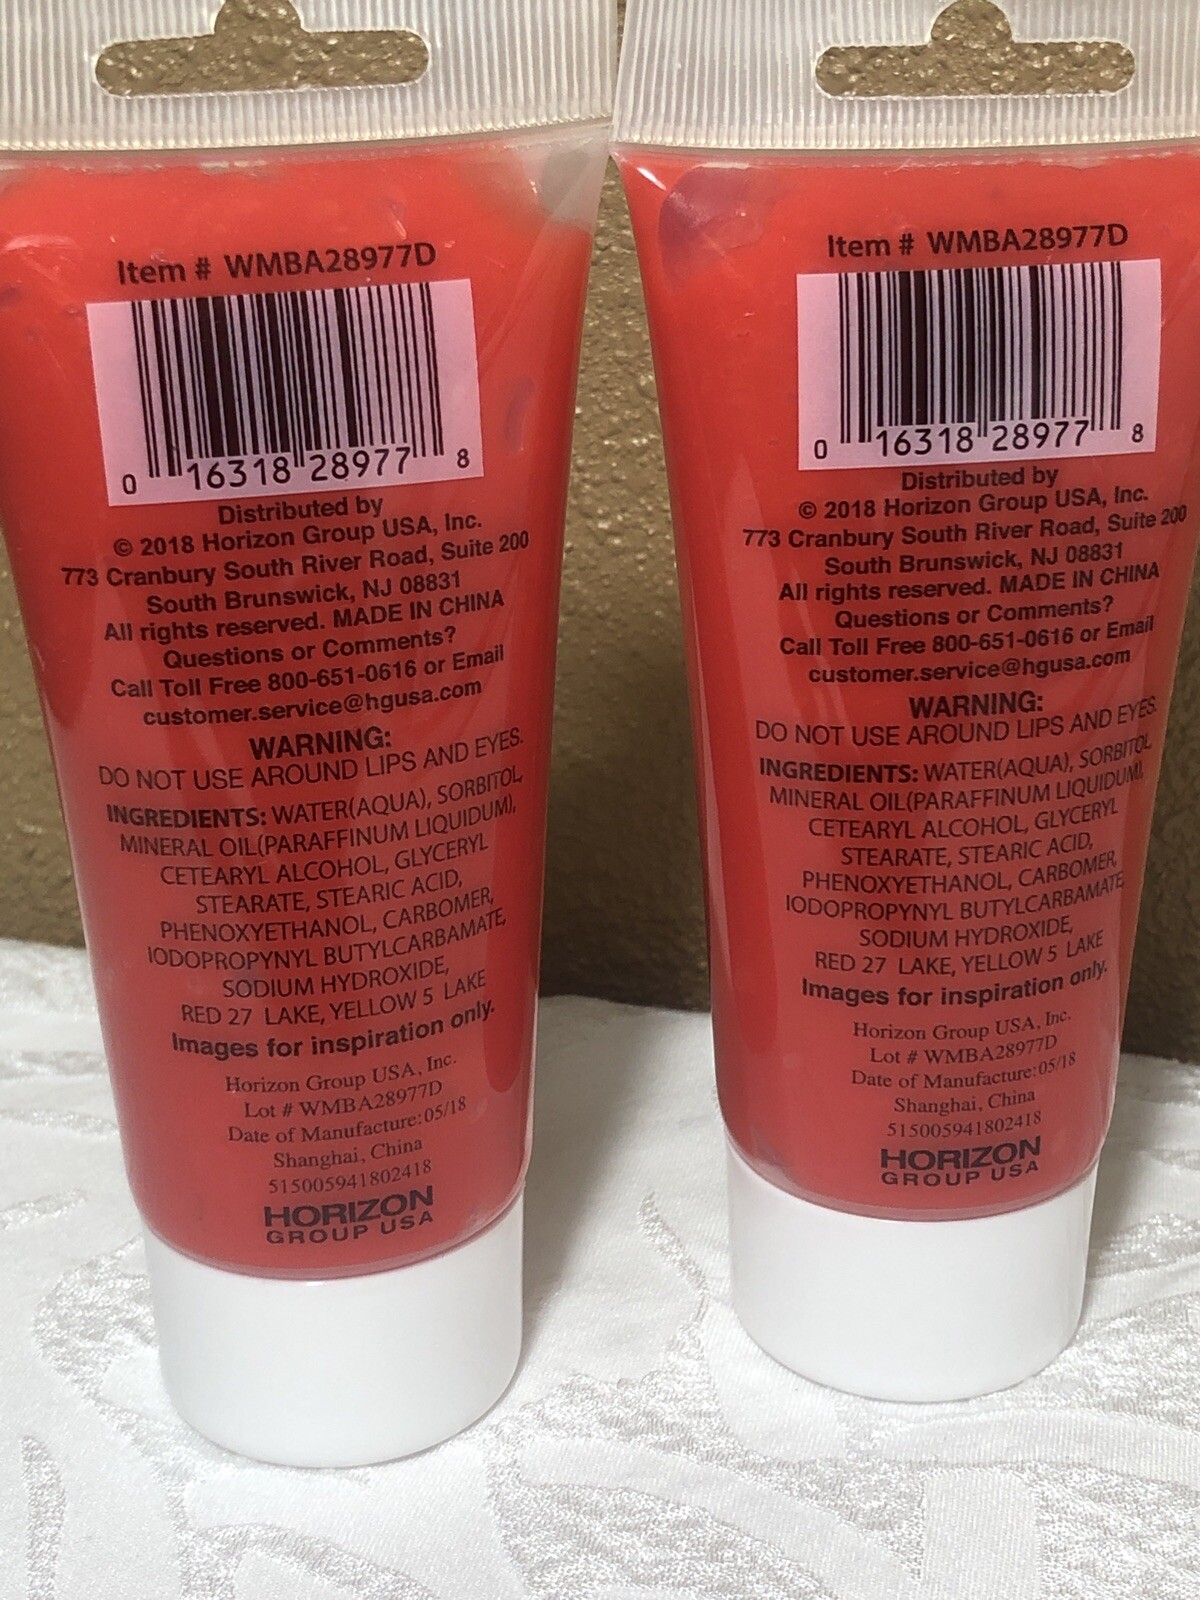 Item # WMBA28977D
0 16318 28977 8
Distributed by
© 2018 Horizon Group USA, Inc.
773 Cranbury South River Road, Suite 200
South Brunswick, NJ 08831
All rights reserved. MADE IN CHINA
Questions or Comments?
Call Toll Free 800-651-0616 or Email
customer.service@hgusa.com
WARNING:
DO NOT USE AROUND LIPS AND EYES.
INGREDIENTS: WATER(AQUA), SORBITOL,
MINERAL OIL(PARAFFINUM LIQUIDUM),
CETEARYL ALCOHOL, GLYCERYL
STEARATE, STEARIC ACID,
PHENOXYETHANOL, CARBOMER,
IODOPROPYNYL BUTYLCARBAMATE,
SODIUM HYDROXIDE,
RED 27 LAKE, YELLOW 5 LAKE
Images for inspiration only.
Horizon Group USA, Inc.
Lot # WMBA28977D
Date of Manufacture:05/18
Shanghai, China
515005941802418
HORIZON
GROUP USA
Item # WMBA28977D
0 16318 28977 8
Distributed by
© 2018 Horizon Group USA, Inc.
773 Cranbury South River Road, Suite 200
South Brunswick, NJ 08831
All rights reserved. MADE IN CHINA
Questions or Comments?
Call Toll Free 800-651-0616 or Email
customer.service@hgusa.com
WARNING:
DO NOT USE AROUND LIPS AND EYES.
INGREDIENTS: WATER(AQUA), SORBITOL,
MINERAL OIL(PARAFFINUM LIQUIDUM),
CETEARYL ALCOHOL, GLYCERYL
STEARATE, STEARIC ACID,
PHENOXYETHANOL, CARBOMER,
IODOPROPYNYL BUTYLCARBAMATE,
SODIUM HYDROXIDE,
RED 27 LAKE, YELLOW 5 LAKE
Images for inspiration only.
Horizon Group USA, Inc.
Lot # WMBA28977D
Date of Manufacture:05/18
Shanghai, China
515005941802418
HORIZON
GROUP USA